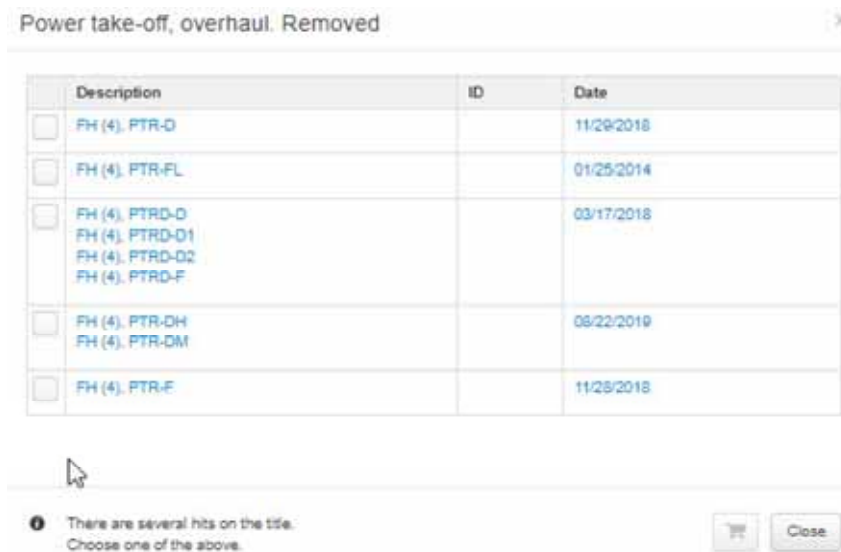 Power take-off, overhaul. Removed
Description ID Date
FH (4), PTR-D 11/29/2018
FH (4), PTR-FL 01/25/2014
FH (4), PTRD-D 03/17/2018
FH (4), PTRD-D1
FH (4), PTRD-D2
FH (4), PTRD-F
FH (4), PTR-DH 08/22/2019
FH (4), PTR-DM
FH (4), PTR-F 11/28/2018
There are several hits on the title.
Choose one of the above.
Close